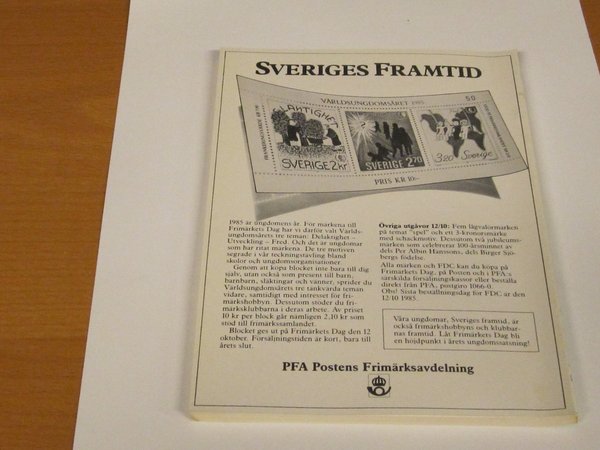 SVERIGES FRAMTID
VÄRLDSUNGDOMSÅRET 1985
50
DELAKTIGHET
SVERIGE 2kr
SVERIGE 2.70
3.20 Sverige
PRIS KR 10:-
1985 är ungdomens år. För märkena till
Frimärkets Dag har vi därför valt Världs-
ungdomsårets tre teman: Delaktighet –
Utveckling – Fred. Och det är ungdomar
som har ritat märkena. De tre motiven
segrade i vår teckningstävling bland
skolor och ungdomsorganisationer.
Genom att köpa blocket inte bara till dig
själv, utan också som present till barn,
barnbarn, släktingar och vänner, sprider du
Världsungdomsårets tre tänkvärda teman
vidare, samtidigt med intresset för fri-
märkshobbyn. Dessutom stöder du fri-
märksklubbarna i deras arbete. Av priset
10 kr per block går nämligen 2,10 kr som
stöd till frimärkssamlandet.
Blocket ges ut på Frimärkets Dag den 12
oktober. Försäljningstiden är kort, bara till
årets slut.
Övriga utgåvor 12/10: Fem lågvalörmärken
på temat "spel" och ett 3-kronorsmärke
med schackmotiv. Dessutom två jubileums-
märken som celebrerar 100-årsminnet av
dels Per Albin Hanssons, dels Birger Sjö-
bergs födelse.
Alla märken och FDC kan du köpa på
Frimärkets Dag, på Posten och i PFA:s
särskilda försäljningskassor eller beställa
direkt från PFA, postgiro 1066-0.
Obs! Sista beställningsdag för FDC är den
12/10 1985.
Våra ungdomar, Sveriges framtid, är
också frimärkshobbyns och klubbar-
nas framtid. Låt Frimärkets Dag bli
en höjdpunkt i årets ungdomssatsning!
PFA Postens Frimärksavdelning